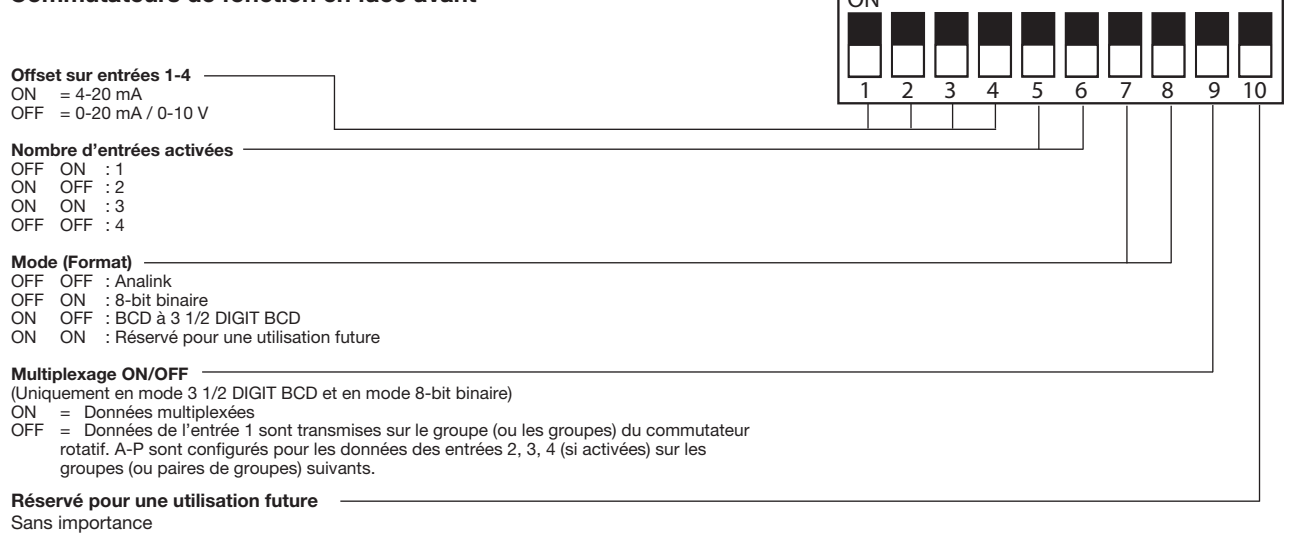 Commutateurs de fonction en face avant
ON
1 2 3 4 5 6 7 8 9 10
Offset sur entrées 1-4
ON = 4-20 mA
OFF = 0-20 mA / 0-10 V
Nombre d'entrées activées
OFF ON : 1
ON OFF : 2
ON ON : 3
OFF OFF : 4
Mode (Format)
OFF OFF : Analink
OFF ON : 8-bit binaire
ON OFF : BCD à 3 1/2 DIGIT BCD
ON ON : Réservé pour une utilisation future
Multiplexage ON/OFF
(Uniquement en mode 3 1/2 DIGIT BCD et en mode 8-bit binaire)
ON = Données multiplexées
OFF = Données de l'entrée 1 sont transmises sur le groupe (ou les groupes) du commutateur
rotatif. A-P sont configurés pour les données des entrées 2, 3, 4 (si activées) sur les
groupes (ou paires de groupes) suivants.
Réservé pour une utilisation future
Sans importance